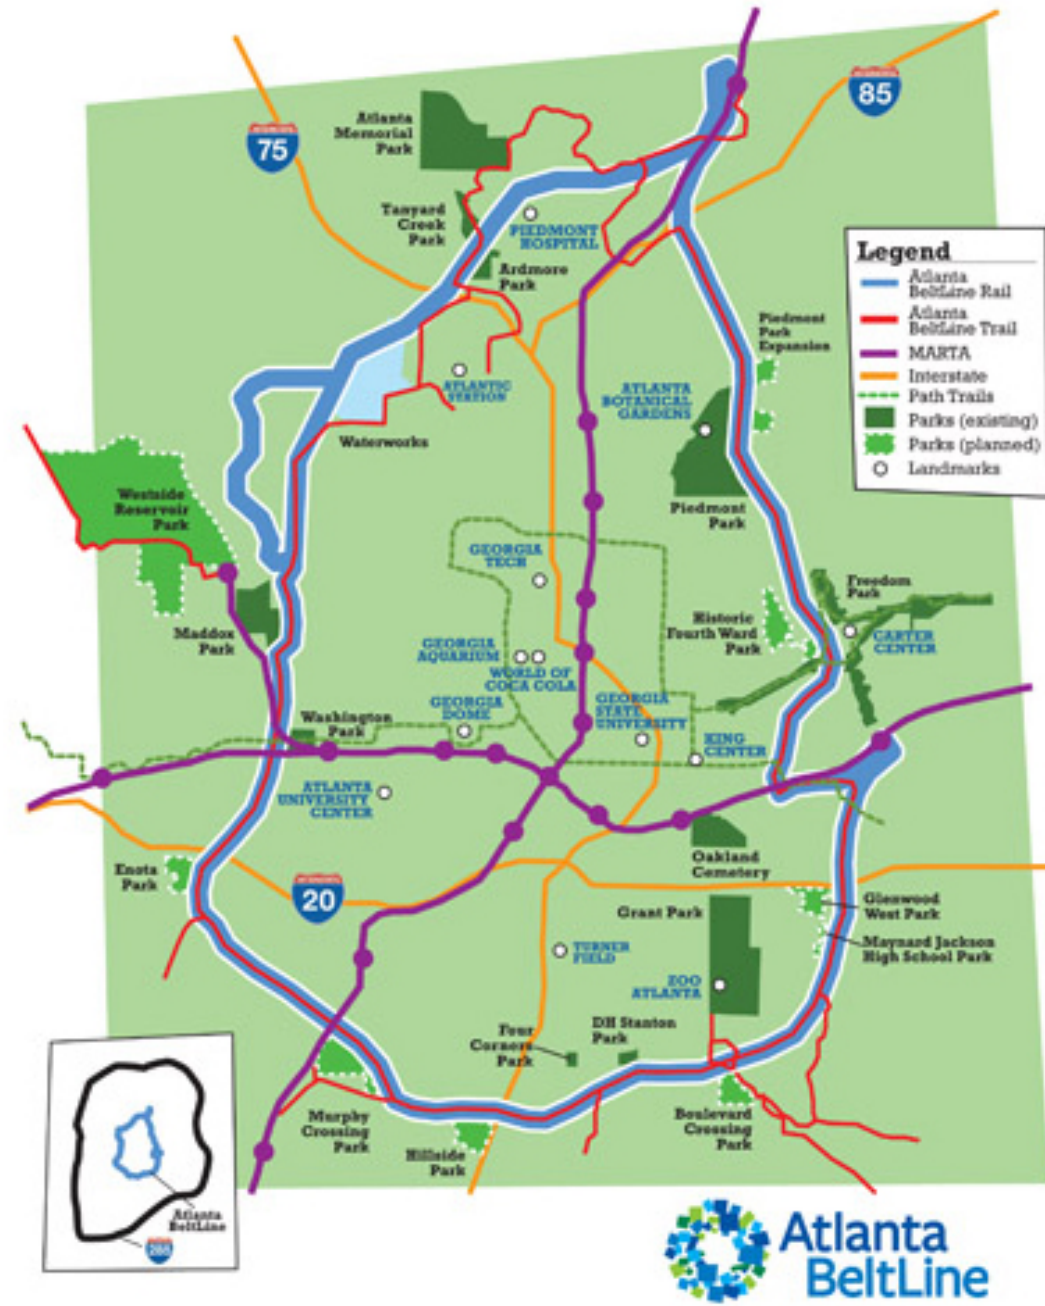 85
Atlanta
Memorial
Park
75
Tanyard
Creek
Park
PIEDMONT
HOSPITAL
Ardmore
Park
Legend
Atlanta
BeltLine Rail
Atlanta
BeltLine Trail
MARTA
Interstate
Path Trails
Parks (existing)
Parks (planned)
Landmarks
Piedmont
Park
Expansion
ATLANTIC
STATION
ATLANTA
BOTANICAL
GARDENS
Waterworks
Westside
Reservoir
Park
Piedmont
Park
GEORGIA
TECH
Freedom
Park
Maddox
Park
Historic
Fourth Ward
Park
CARTER
CENTER
GEORGIA
AQUARIUM
WORLD OF
COCA COLA
GEORGIA
DOME
GEORGIA
STATE
UNIVERSITY
Washington
Park
KING
CENTER
ATLANTA
UNIVERSITY
CENTER
Enota
Park
20
Oakland
Cemetery
Grant Park
Glenwood
West Park
Maynard Jackson
High School Park
TURNER
FIELD
ZOO
ATLANTA
Four
Corners
Park
DH Stanton
Park
Murphy
Crossing
Park
Hillside
Park
Boulevard
Crossing
Park
Atlanta
BeltLine
285
Atlanta
BeltLine